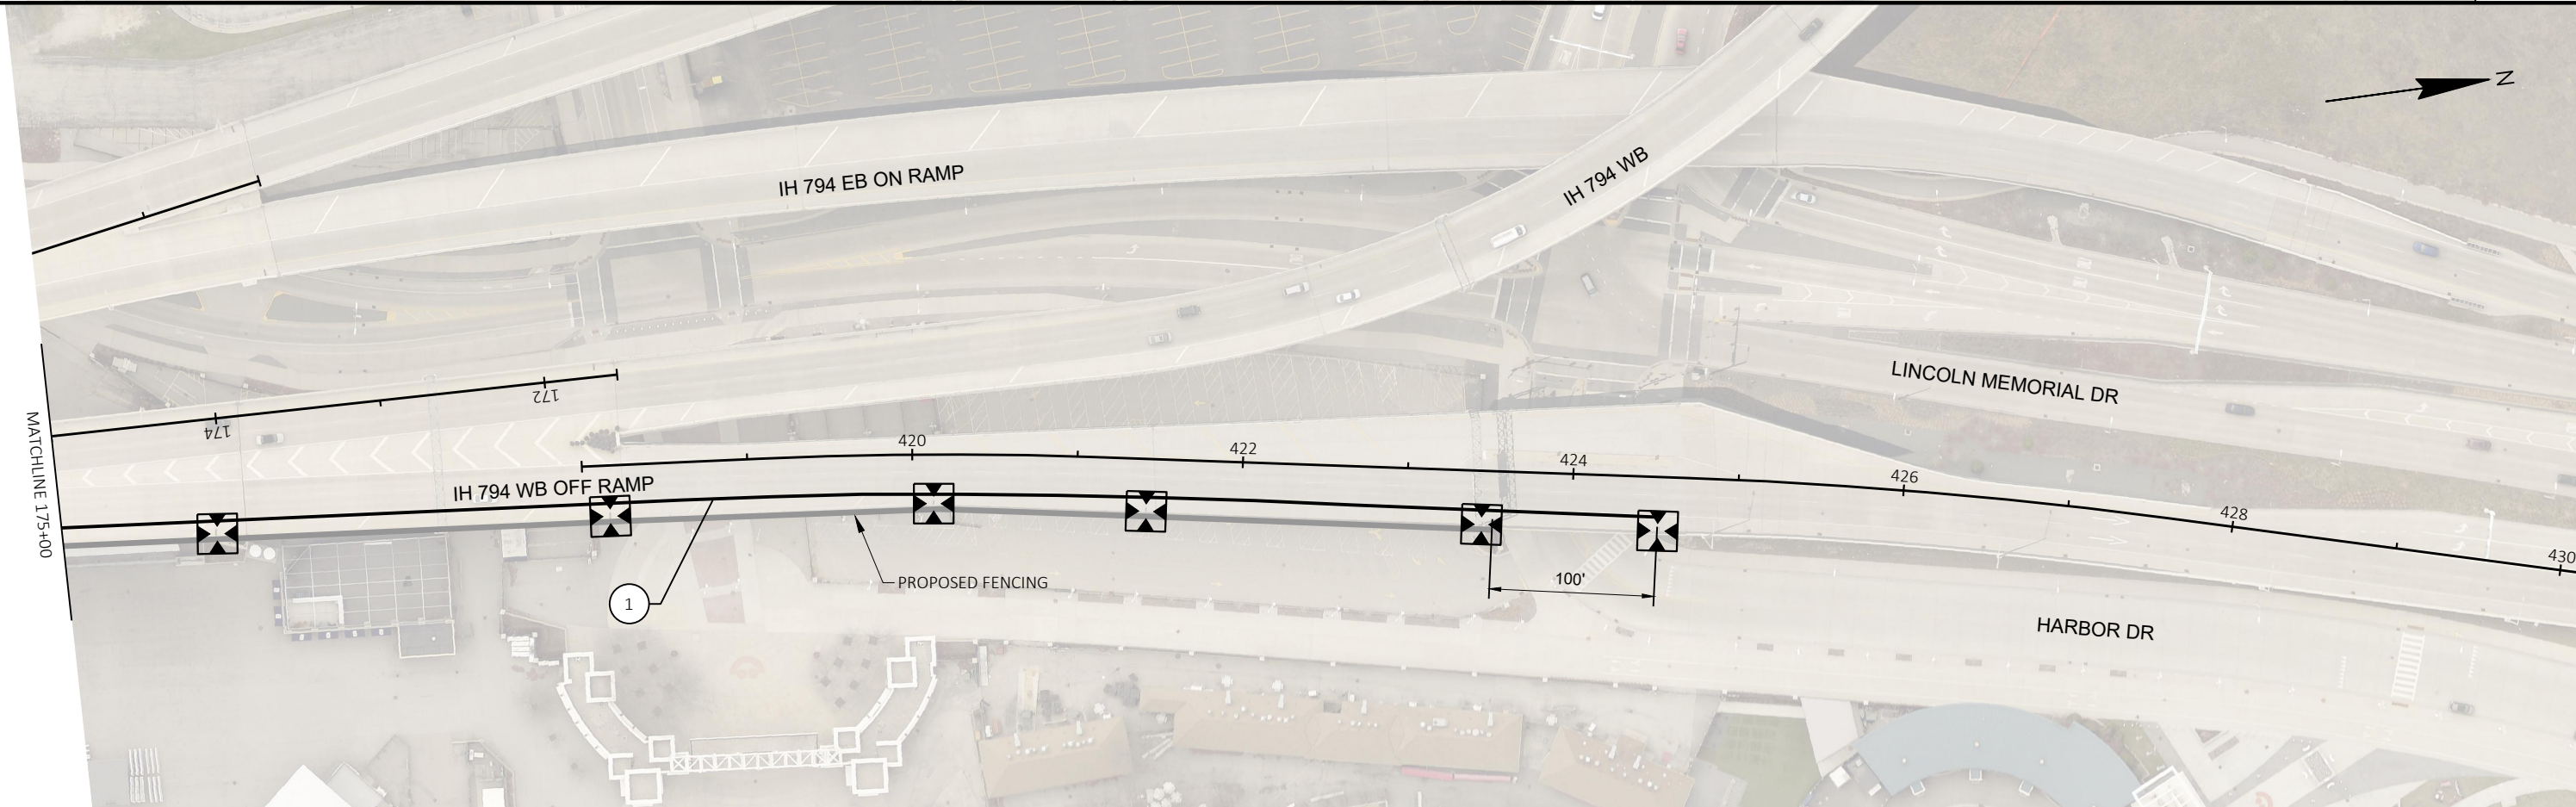 N
IH 794 EB ON RAMP
IH 794 WB
LINCOLN MEMORIAL DR
172
174
MATCHLINE 175+00
420
422
424
426
428
430
IH 794 WB OFF RAMP
PROPOSED FENCING
100'
1
HARBOR DR